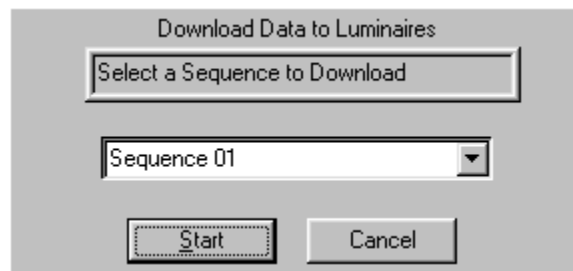 Download Data to Luminaires
Select a Sequence to Download
Sequence 01
Start Cancel